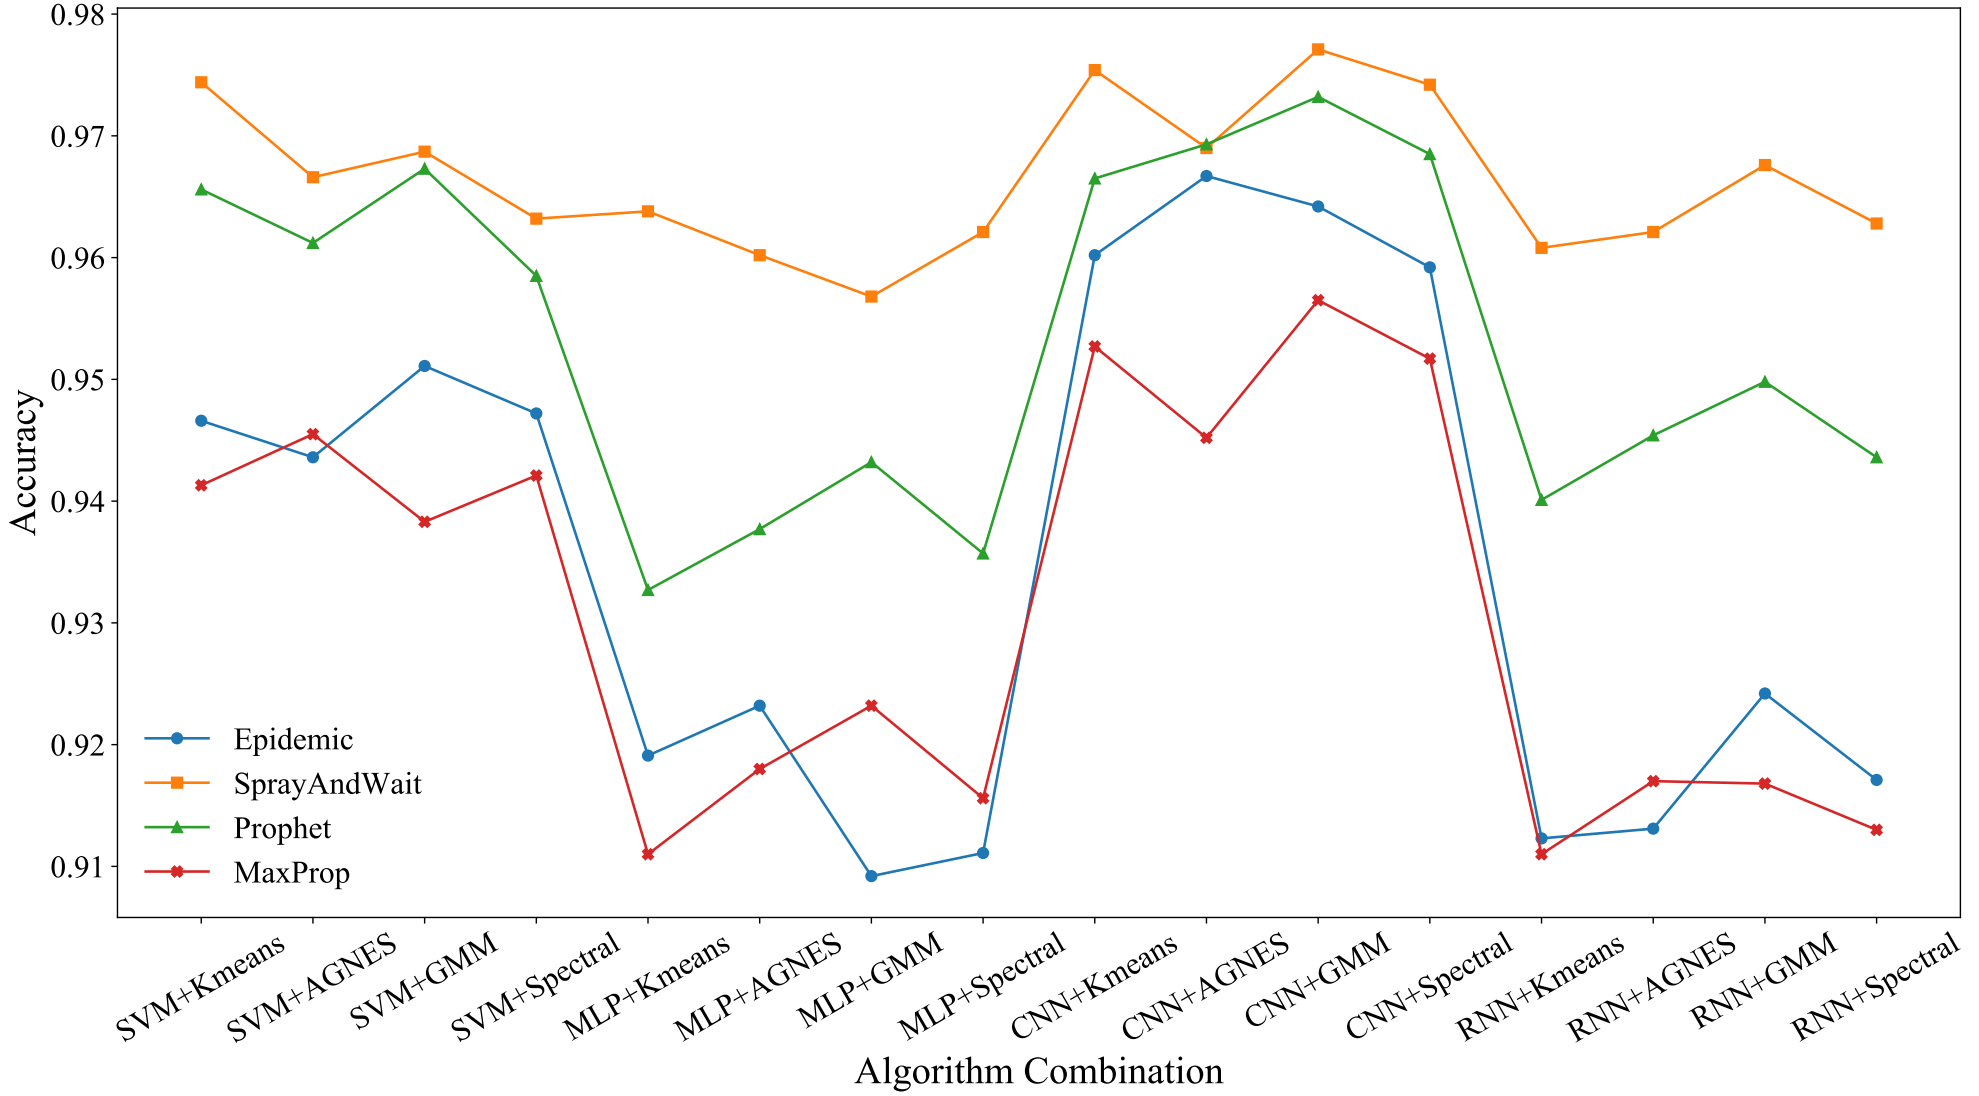 0.98
0.97
0.96
0.95
0.94
0.93
0.92
0.91
Accuracy
Epidemic
SprayAndWait
Prophet
MaxProp
SVM+Kmeans
SVM+AGNES
SVM+GMM
SVM+Spectral
MLP+Kmeans
MLP+AGNES
MLP+GMM
MLP+Spectral
CNN+Kmeans
CNN+AGNES
CNN+GMM
CNN+Spectral
RNN+Kmeans
RNN+AGNES
RNN+GMM
RNN+Spectral
Algorithm Combination